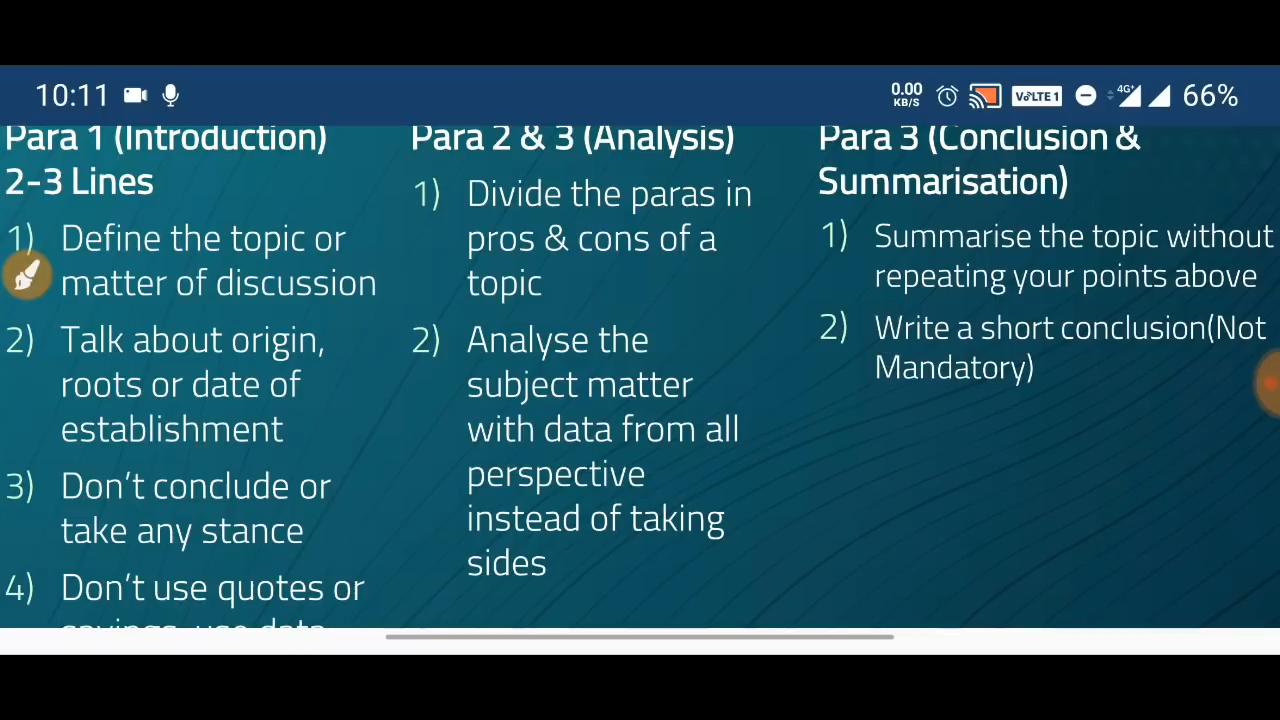 10:11
0.00
KB/S
VoLTE 1
4G+
66%
Para 1 (Introduction)
2-3 Lines
1) Define the topic or
matter of discussion
2) Talk about origin,
roots or date of
establishment
3) Don't conclude or
take any stance
4) Don't use quotes or
sayings, use data
Para 2 & 3 (Analysis)
1) Divide the paras in
pros & cons of a
topic
2) Analyse the
subject matter
with data from all
perspective
instead of taking
sides
Para 3 (Conclusion &
Summarisation)
1) Summarise the topic without
repeating your points above
2) Write a short conclusion(Not
Mandatory)